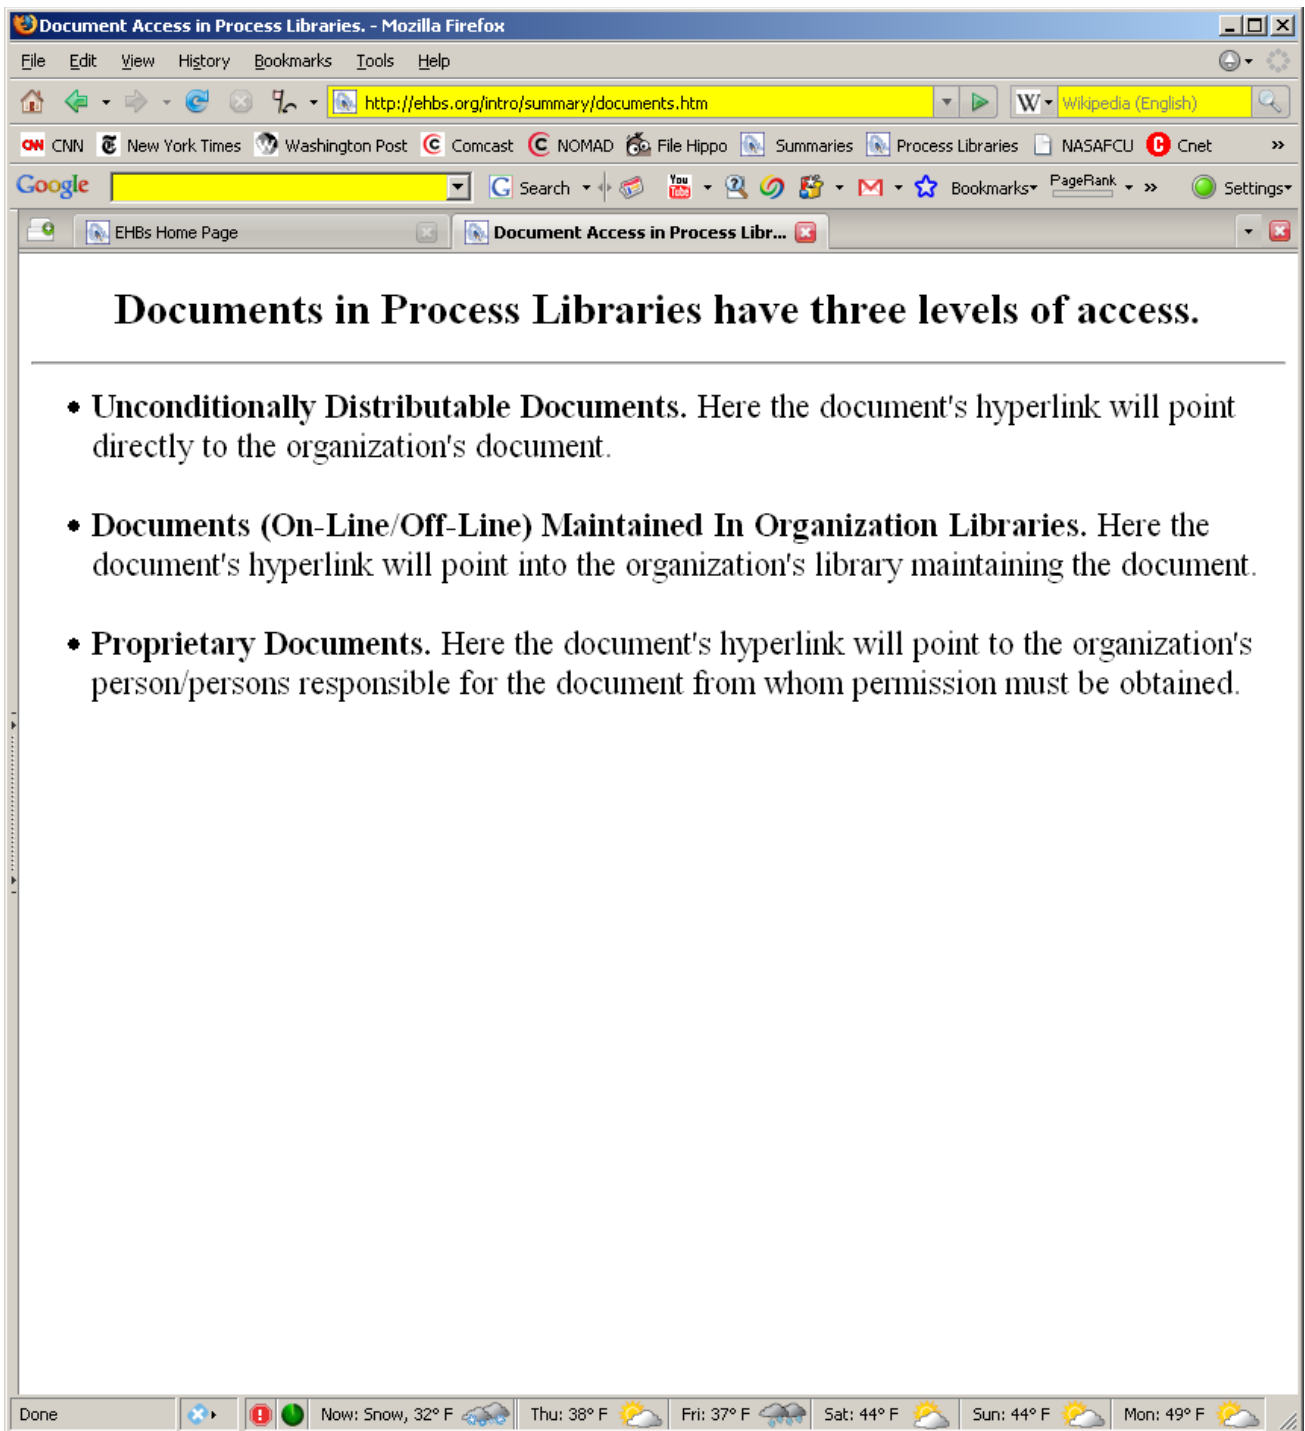 Document Access in Process Libraries. - Mozilla Firefox
File Edit View History Bookmarks Tools Help
http://ehbs.org/intro/summary/documents.htm W Wikipedia (English)
CNN CNN New York Times Washington Post Comcast NOMAD File Hippo Summaries Process Libraries NASAFCU Cnet »
Google G Search You Tube Bookmarks PageRank » Settings
EHBs Home Page Document Access in Process Libr...
Documents in Process Libraries have three levels of access.
• Unconditionally Distributable Documents. Here the document's hyperlink will point
directly to the organization's document.
• Documents (On-Line/Off-Line) Maintained In Organization Libraries. Here the
document's hyperlink will point into the organization's library maintaining the document.
• Proprietary Documents. Here the document's hyperlink will point to the organization's
person/persons responsible for the document from whom permission must be obtained.
Done Now: Snow, 32° F Thu: 38° F Fri: 37° F Sat: 44° F Sun: 44° F Mon: 49° F